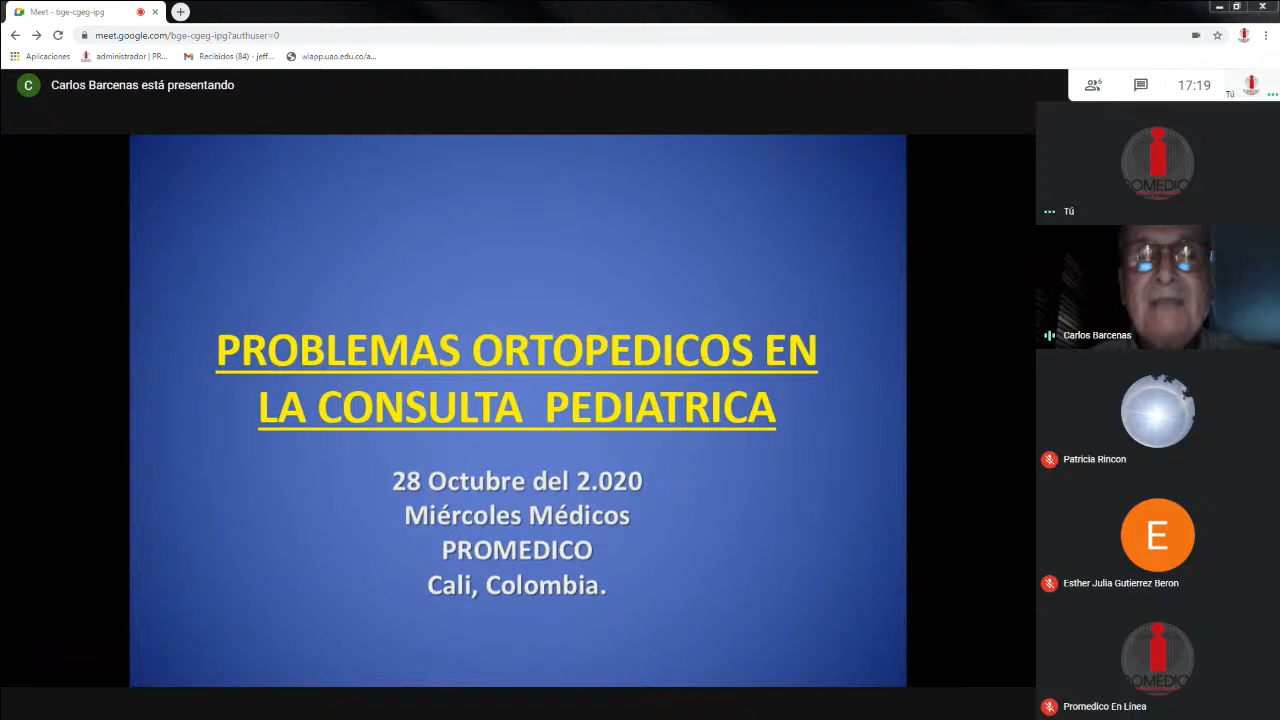 Meet - bge-cgeg-ipg
meet.google.com/bge-cgeg-ipg?authuser=0
Aplicaciones
administrador | PR...
Recibidos (84) - jeff...
wlapp.uao.edu.co/a...
C
Carlos Barcenas está presentando
6
17:19
Tú
PROBLEMAS ORTOPEDICOS EN
LA CONSULTA PEDIATRICA
28 Octubre del 2.020
Miércoles Médicos
PROMEDICO
Cali, Colombia.
Tú
Carlos Barcenas
Patricia Rincon
E
Esther Julia Gutierrez Beron
Promedico En Línea